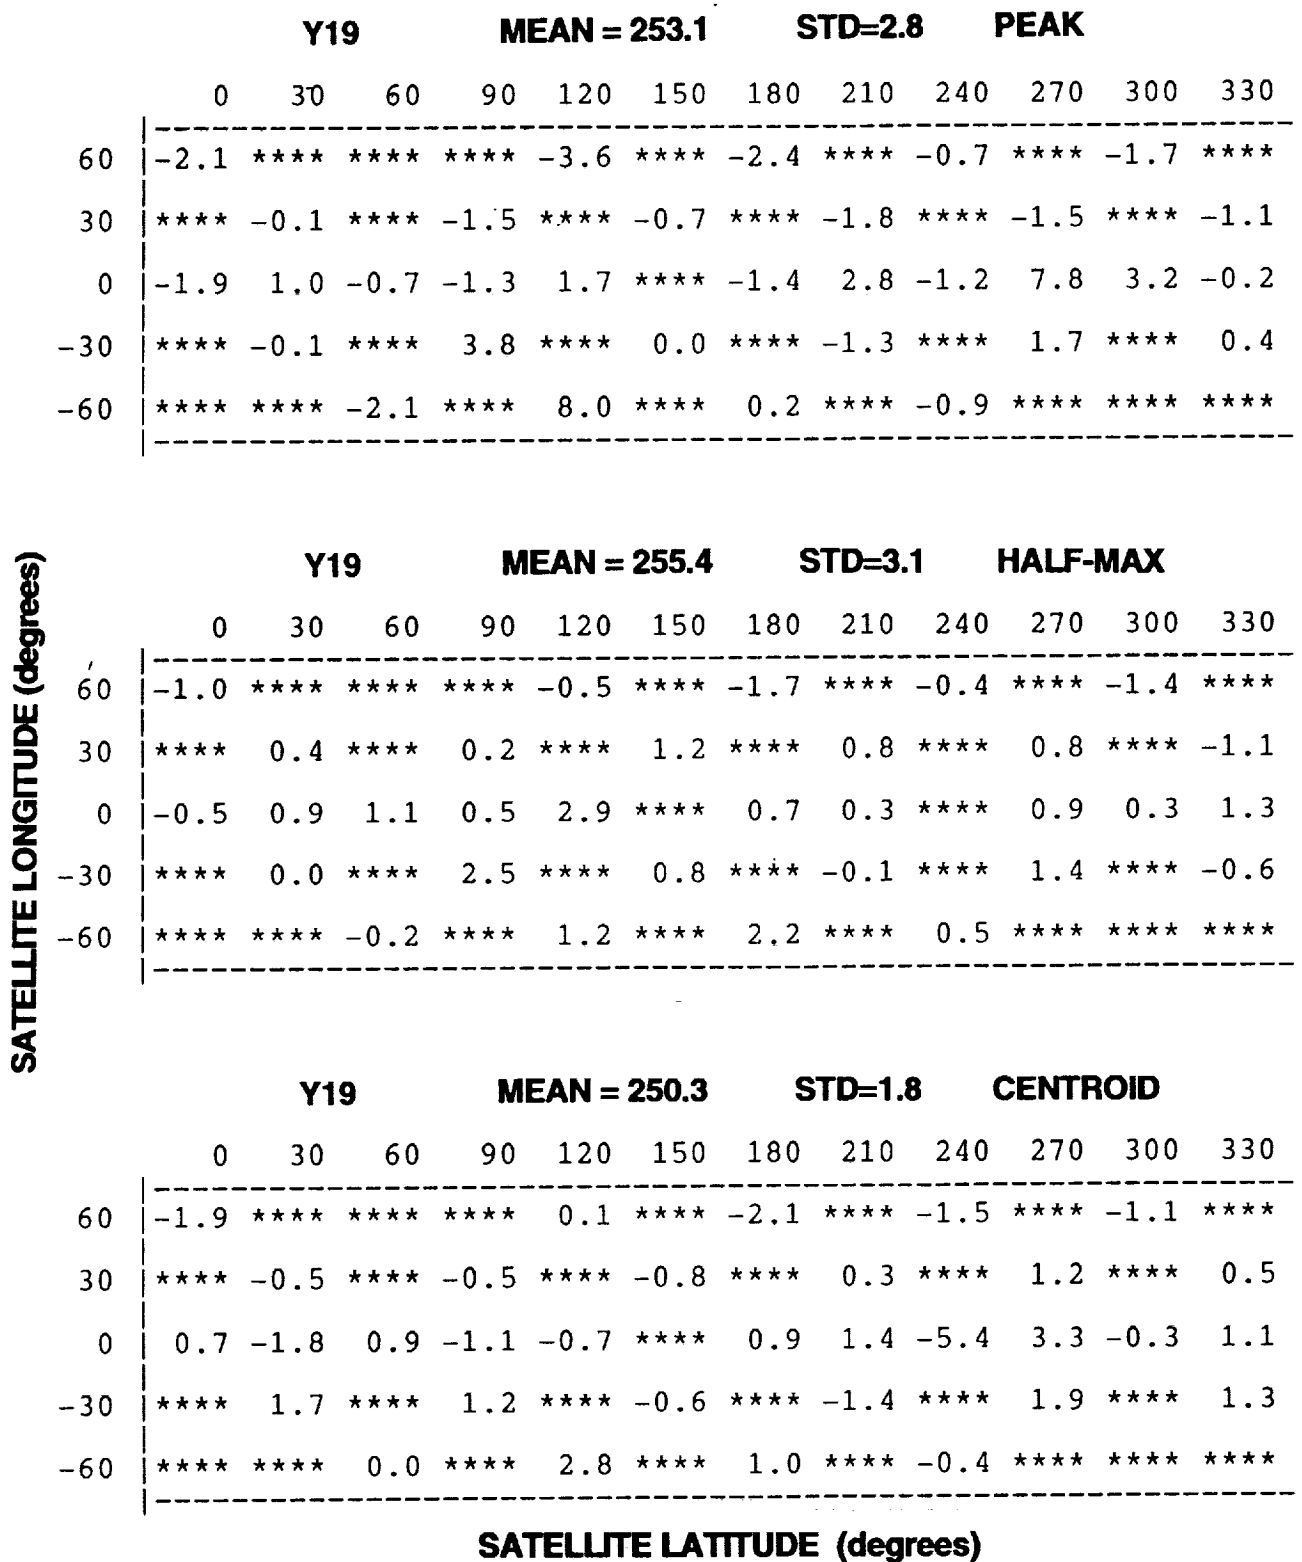 Y19 MEAN = 253.1 STD=2.8 PEAK
0 30 60 90 120 150 180 210 240 270 300 330
60 -2.1 **** **** **** -3.6 **** -2.4 **** -0.7 **** -1.7 ****
30 **** -0.1 **** -1.5 **** -0.7 **** -1.8 **** -1.5 **** -1.1
0 -1.9 1.0 -0.7 -1.3 1.7 **** -1.4 2.8 -1.2 7.8 3.2 -0.2
-30 **** -0.1 **** 3.8 **** 0.0 **** -1.3 **** 1.7 **** 0.4
-60 **** **** -2.1 **** 8.0 **** 0.2 **** -0.9 **** **** ****
SATELLITE LONGITUDE (degrees)
Y19 MEAN = 255.4 STD=3.1 HALF-MAX
0 30 60 90 120 150 180 210 240 270 300 330
60 -1.0 **** **** **** -0.5 **** -1.7 **** -0.4 **** -1.4 ****
30 **** 0.4 **** 0.2 **** 1.2 **** 0.8 **** 0.8 **** -1.1
0 -0.5 0.9 1.1 0.5 2.9 **** 0.7 0.3 **** 0.9 0.3 1.3
-30 **** 0.0 **** 2.5 **** 0.8 **** -0.1 **** 1.4 **** -0.6
-60 **** **** -0.2 **** 1.2 **** 2.2 **** 0.5 **** **** ****
Y19 MEAN = 250.3 STD=1.8 CENTROID
0 30 60 90 120 150 180 210 240 270 300 330
60 -1.9 **** **** **** 0.1 **** -2.1 **** -1.5 **** -1.1 ****
30 **** -0.5 **** -0.5 **** -0.8 **** 0.3 **** 1.2 **** 0.5
0 0.7 -1.8 0.9 -1.1 -0.7 **** 0.9 1.4 -5.4 3.3 -0.3 1.1
-30 **** 1.7 **** 1.2 **** -0.6 **** -1.4 **** 1.9 **** 1.3
-60 **** **** 0.0 **** 2.8 **** 1.0 **** -0.4 **** **** ****
SATELLITE LATITUDE (degrees)